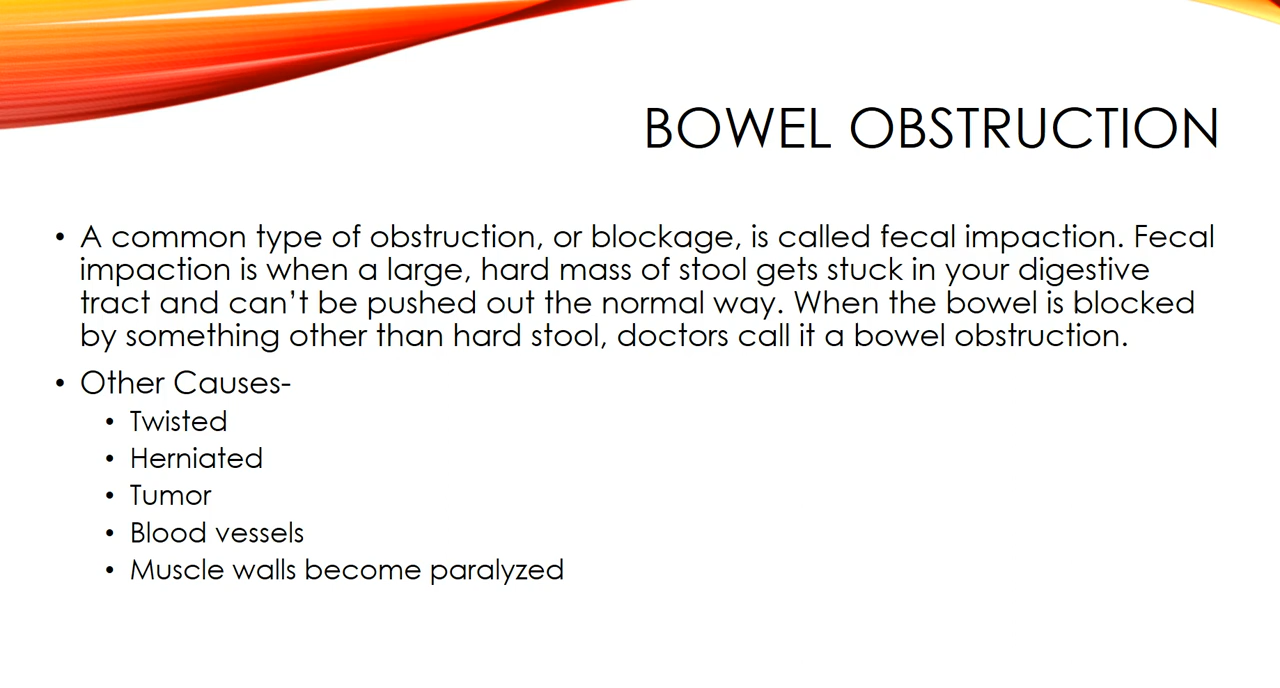 BOWEL OBSTRUCTION
• A common type of obstruction, or blockage, is called fecal impaction. Fecal
impaction is when a large, hard mass of stool gets stuck in your digestive
tract and can’t be pushed out the normal way. When the bowel is blocked
by something other than hard stool, doctors call it a bowel obstruction.
• Other Causes-
• Twisted
• Herniated
• Tumor
• Blood vessels
• Muscle walls become paralyzed